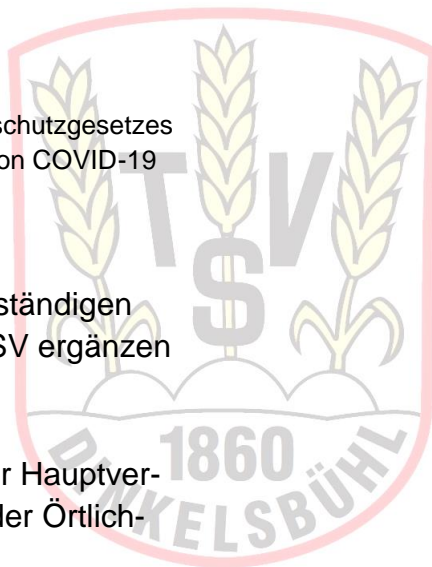 schutzgesetzes
on COVID-19
ständigen
SV ergänzen
r Hauptver-
der Örtlich-
TSV
1860
DINKELSBÜHL